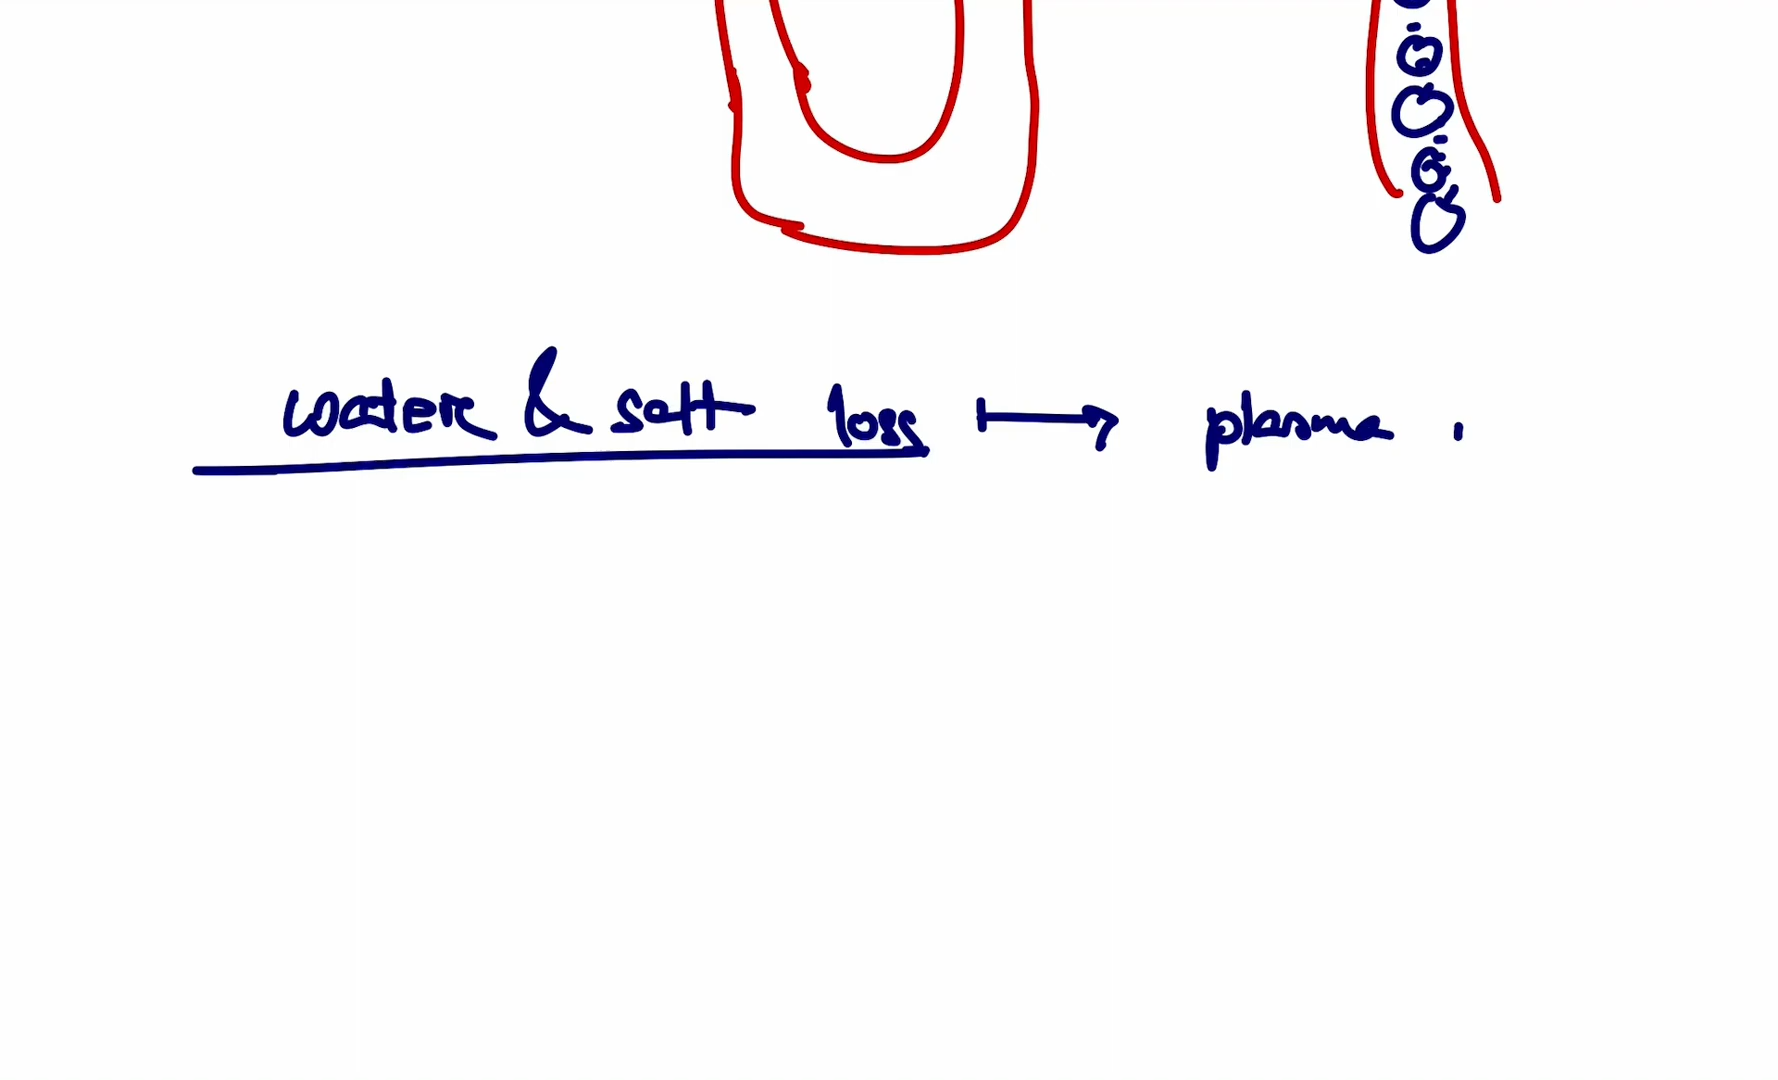 water & salt loss ↦ plasma .